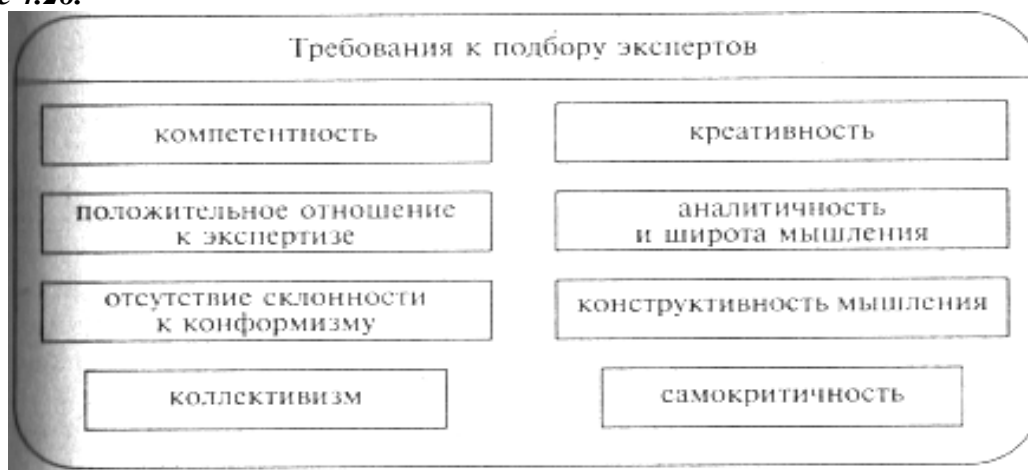 Требования к подбору экспертов
компетентность
креативность
положительное отношение
к экспертизе
аналитичность
и широта мышления
отсутствие склонности
к конформизму
конструктивность мышления
коллективизм
самокритичность